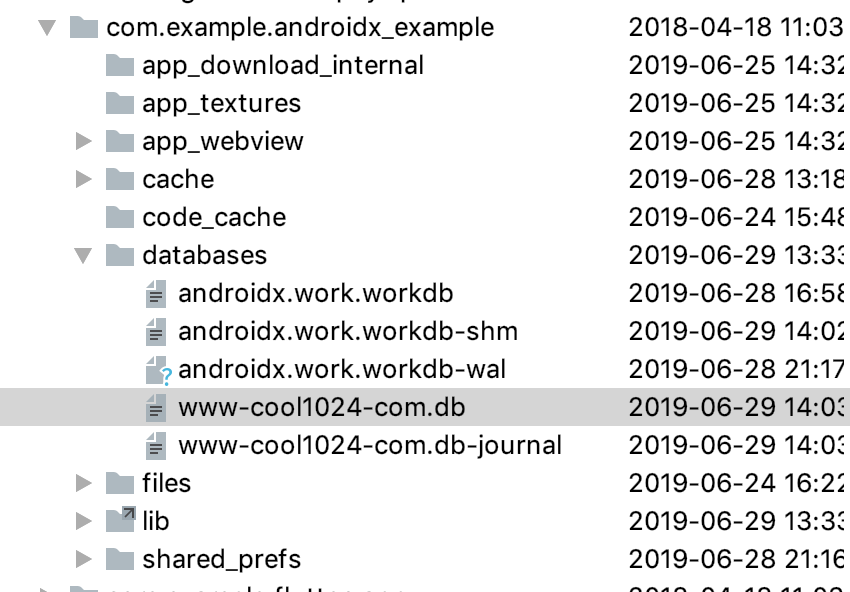 com.example.androidx_example 2018-04-18 11:03
app_download_internal 2019-06-25 14:32
app_textures 2019-06-25 14:32
app_webview 2019-06-25 14:32
cache 2019-06-28 13:18
code_cache 2019-06-24 15:48
databases 2019-06-29 13:33
androidx.work.workdb 2019-06-28 16:58
androidx.work.workdb-shm 2019-06-29 14:02
androidx.work.workdb-wal 2019-06-28 21:17
www-cool1024-com.db 2019-06-29 14:03
www-cool1024-com.db-journal 2019-06-29 14:03
files 2019-06-24 16:22
lib 2019-06-29 13:33
shared_prefs 2019-06-28 21:16